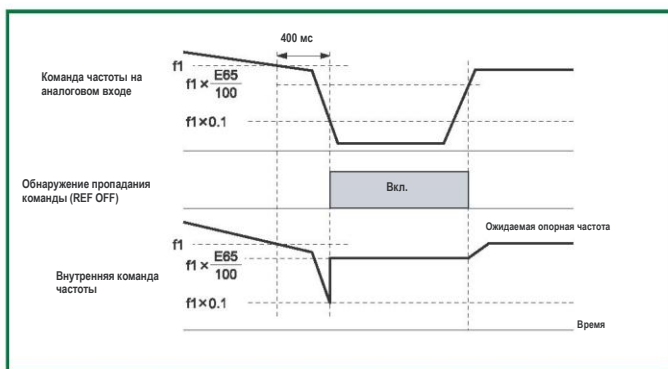 400 мс
Команда частоты на
аналоговом входе
f1
f1 × E65
100
f1×0.1
Обнаружение пропадания
команды (REF OFF)
Вкл.
Ожидаемая опорная частота
f1
f1 × E65
100
Внутренняя команда
частоты
f1×0.1
Время